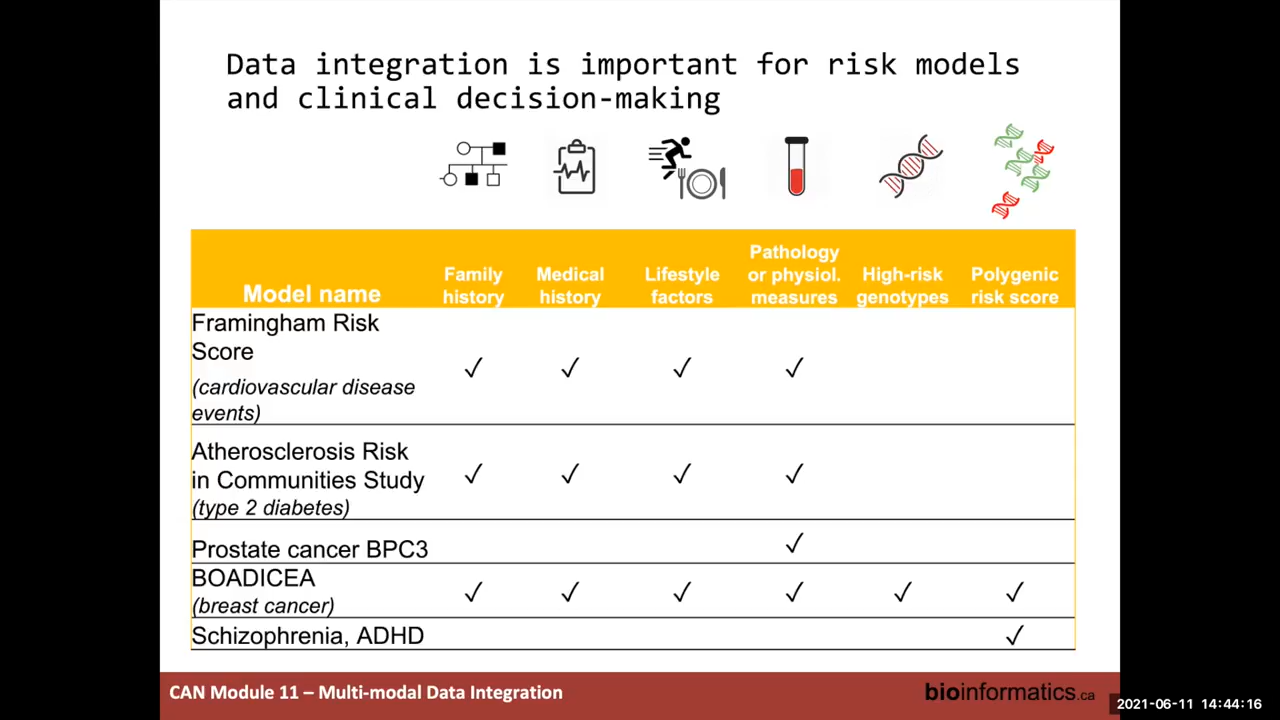 Data integration is important for risk models
and clinical decision-making
Model name
Family
history
Medical
history
Lifestyle
factors
Pathology
or physiol.
measures
High-risk
genotypes
Polygenic
risk score
Framingham Risk
Score
(cardiovascular disease
events)
✓ ✓ ✓ ✓
Atherosclerosis Risk
in Communities Study
(type 2 diabetes)
✓ ✓ ✓ ✓
Prostate cancer BPC3
✓
BOADICEA
(breast cancer)
✓ ✓ ✓ ✓ ✓ ✓
Schizophrenia, ADHD
✓
CAN Module 11 – Multi-modal Data Integration
bioinformatics.ca
2021-06-11 14:44:16